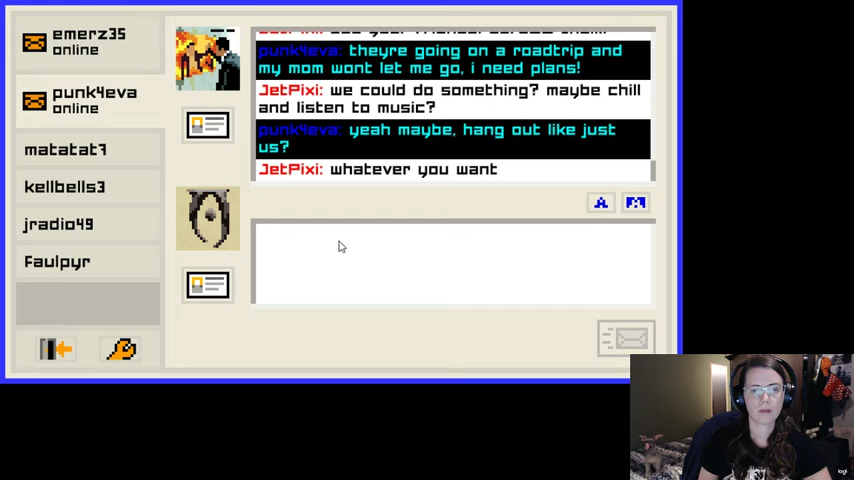 emerz35
online
punk4eva
online
matatat7
kellbells3
jradio49
Faulpyr
punk4eva: theyre going on a roadtrip and
my mom wont let me go, i need plans!
JetPixi: we could do something? maybe chill
and listen to music?
punk4eva: yeah maybe, hang out like just
us?
JetPixi: whatever you want
A
logi